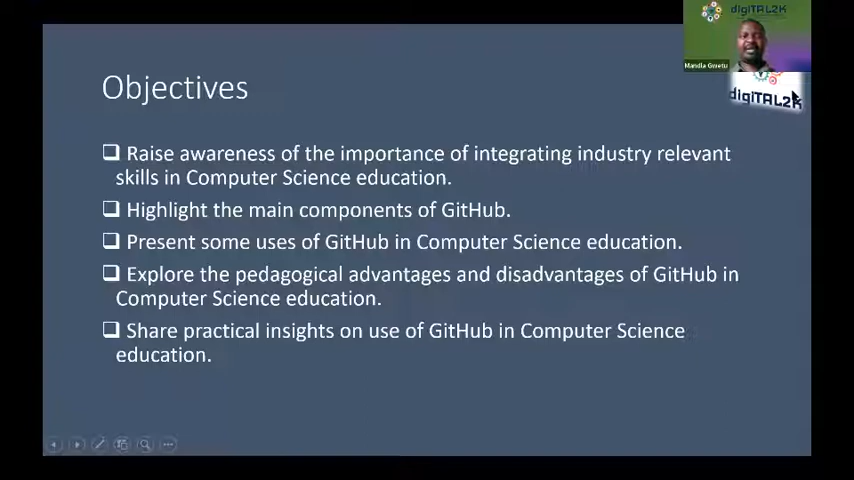 digiTAL2K
Mandla Gwetu
digiTAL2K
Objectives
❑ Raise awareness of the importance of integrating industry relevant
skills in Computer Science education.
❑ Highlight the main components of GitHub.
❑ Present some uses of GitHub in Computer Science education.
❑ Explore the pedagogical advantages and disadvantages of GitHub in
Computer Science education.
❑ Share practical insights on use of GitHub in Computer Science
education.